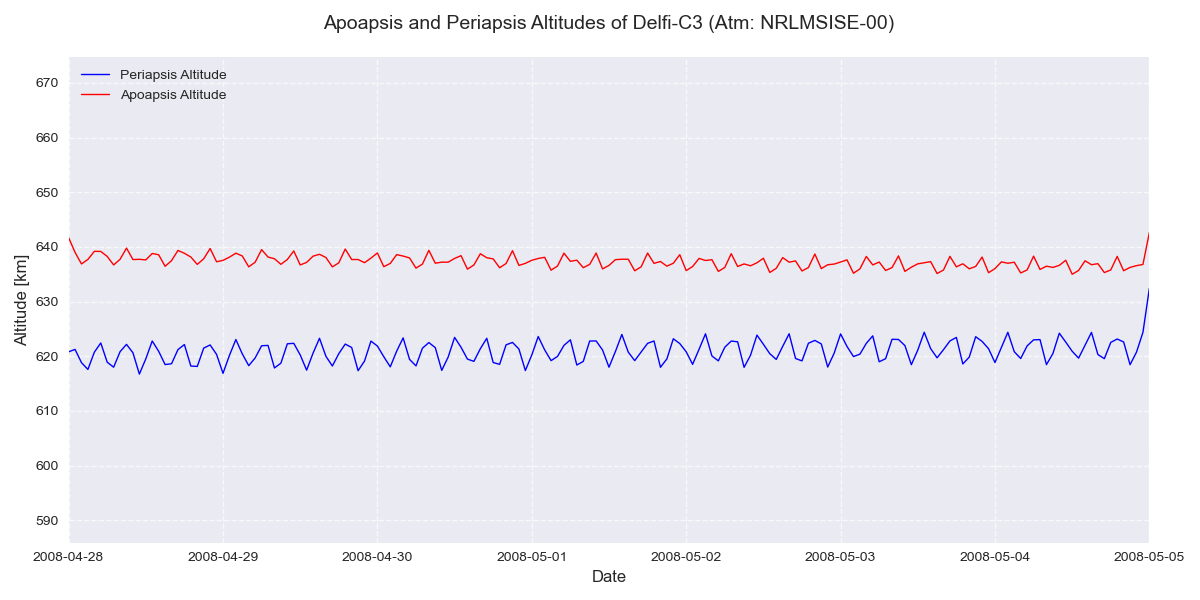 Apoapsis and Periapsis Altitudes of Delfi-C3 (Atm: NRLMSISE-00)
Periapsis Altitude
Apoapsis Altitude
670
660
650
640
630
620
610
600
590
Altitude [km]
2008-04-28 2008-04-29 2008-04-30 2008-05-01 2008-05-02 2008-05-03 2008-05-04 2008-05-05
Date